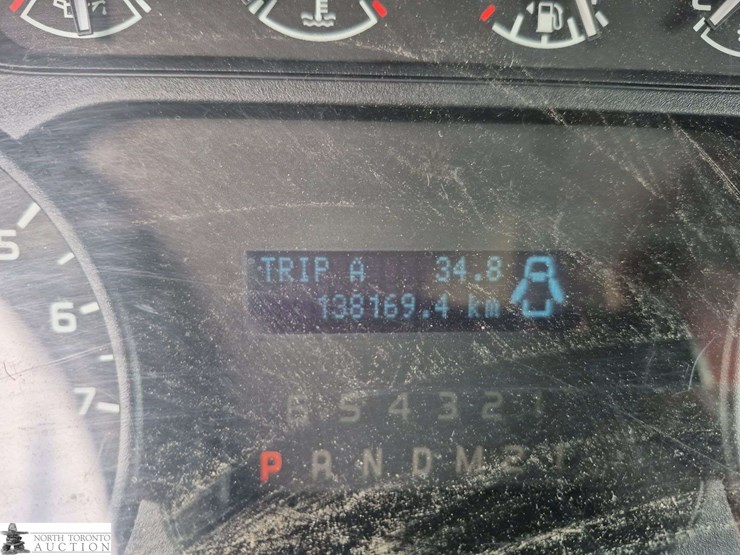 5
6
7
TRIP A 34.8
138169.4 km
6 5 4 3 2 1
P R N D M 2 1
NORTH TORONTO
AUCTION